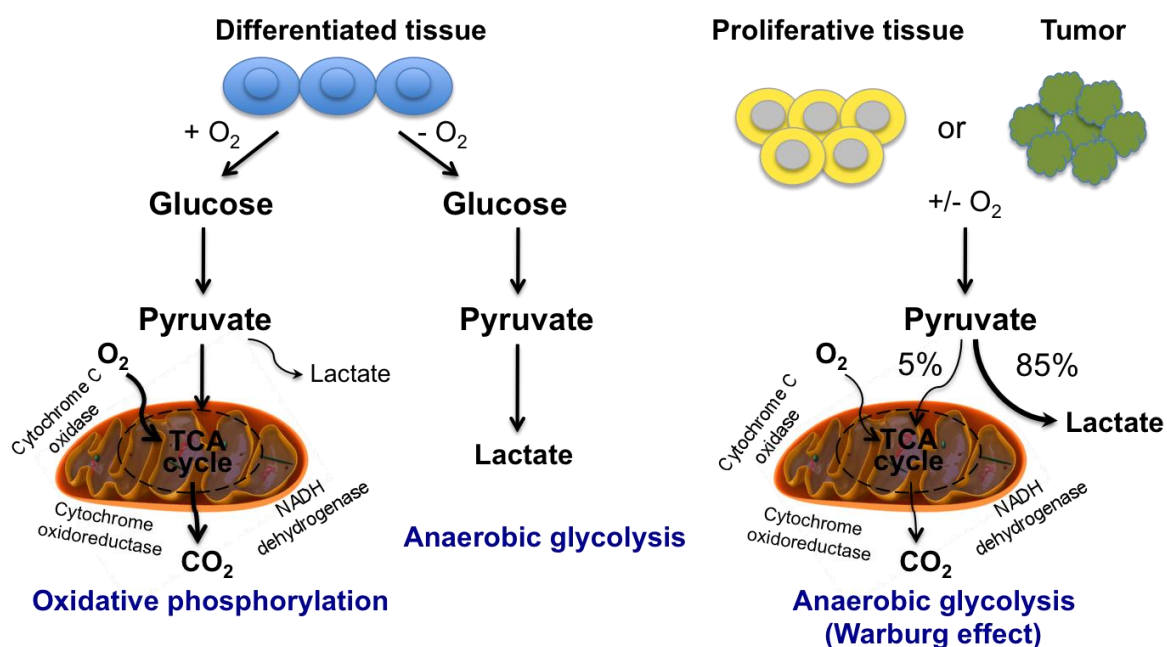 Differentiated tissue
+ O₂
- O₂
Glucose
Glucose
Pyruvate
Pyruvate
O₂
Lactate
Cytochrome C
oxidase
TCA
cycle
Cytochrome
oxidoreductase
NADH
dehydrogenase
CO₂
Oxidative phosphorylation
Lactate
Anaerobic glycolysis
Proliferative tissue
Tumor
or
+/- O₂
Pyruvate
O₂
5%
85%
Lactate
Cytochrome C
oxidase
TCA
cycle
Cytochrome
oxidoreductase
NADH
dehydrogenase
CO₂
Anaerobic glycolysis
(Warburg effect)